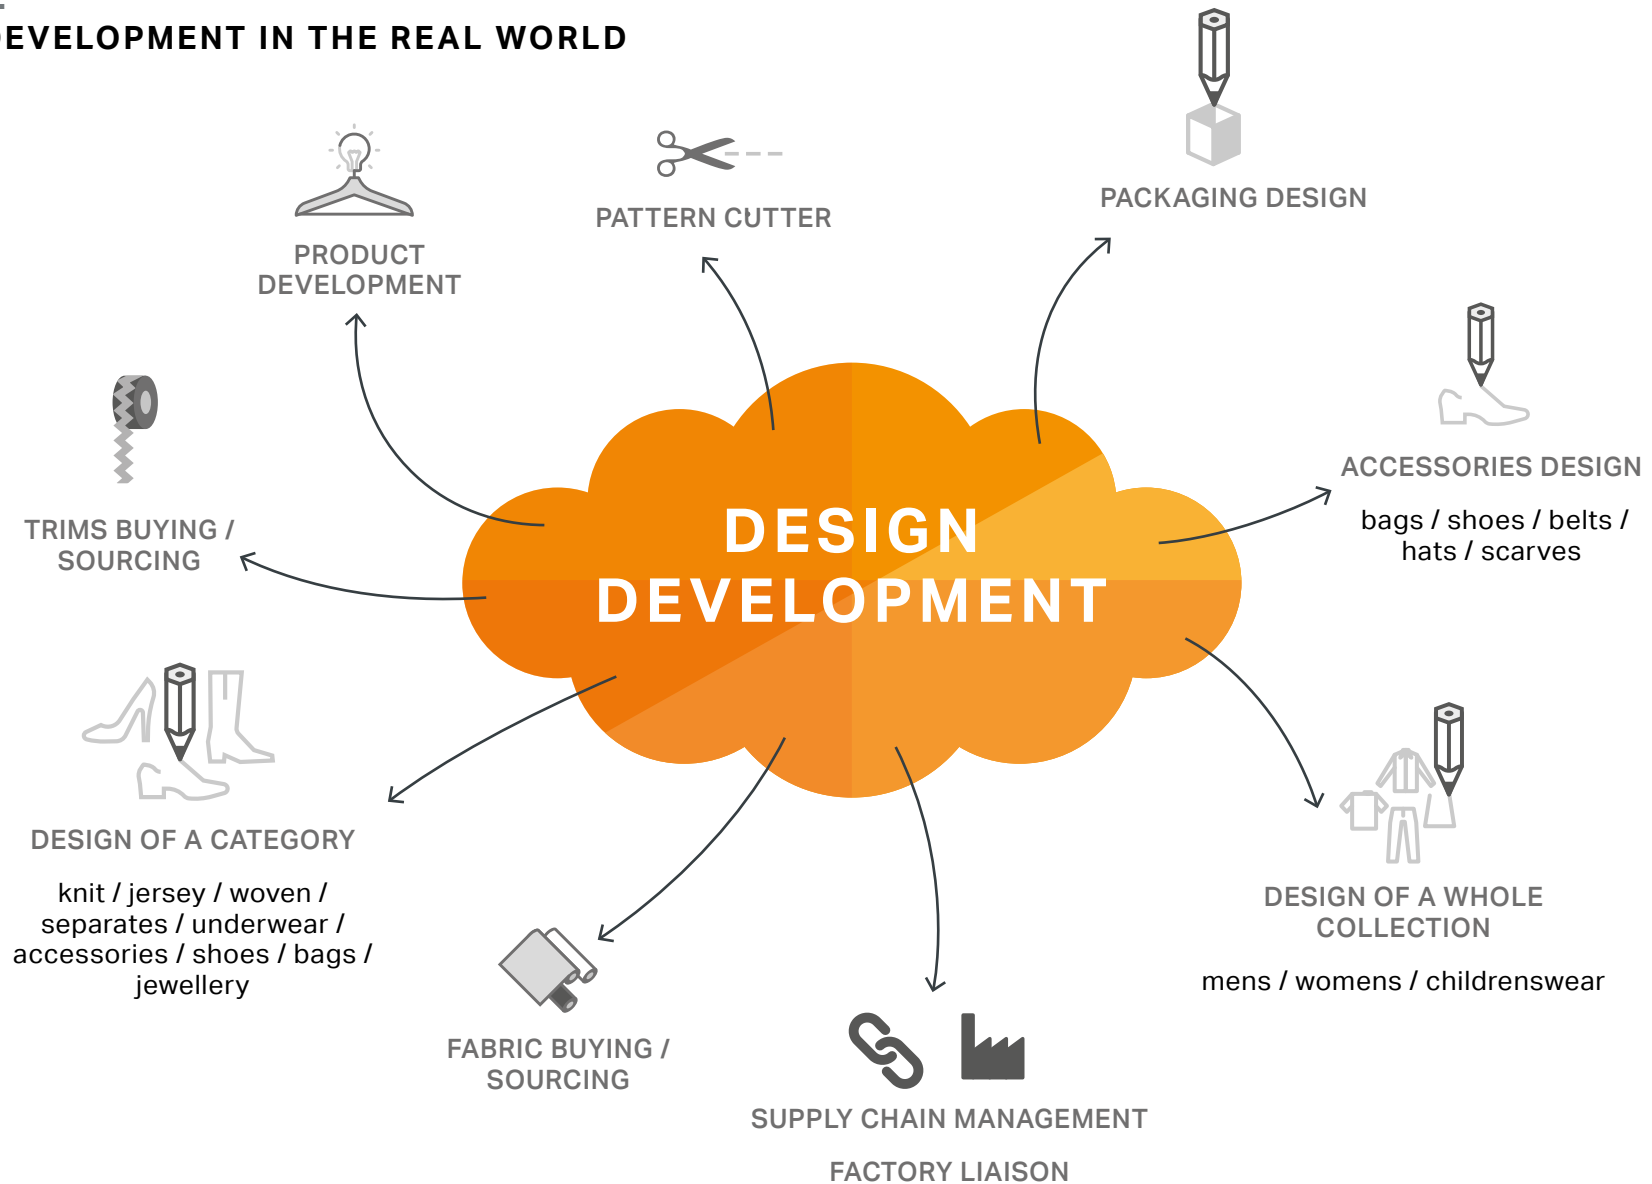 DEVELOPMENT IN THE REAL WORLD
PACKAGING DESIGN
PATTERN CUTTER
PRODUCT
DEVELOPMENT
ACCESSORIES DESIGN
bags / shoes / belts /
hats / scarves
TRIMS BUYING /
SOURCING
DESIGN
DEVELOPMENT
DESIGN OF A CATEGORY
knit / jersey / woven /
separates / underwear /
accessories / shoes / bags /
jewellery
DESIGN OF A WHOLE
COLLECTION
mens / womens / childrenswear
FABRIC BUYING /
SOURCING
SUPPLY CHAIN MANAGEMENT
FACTORY LIAISON